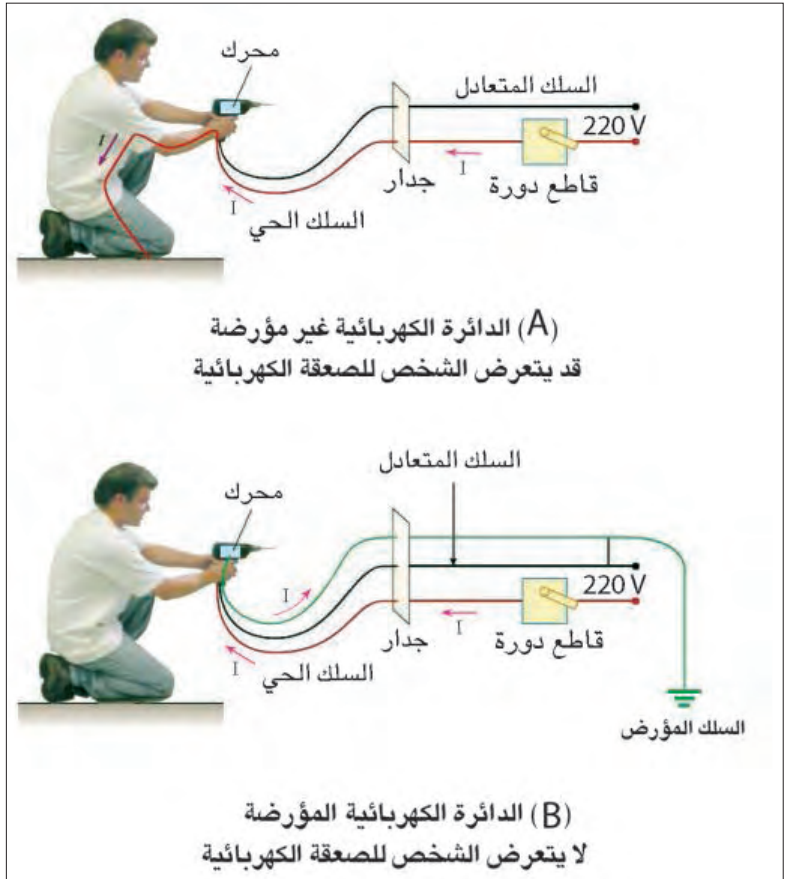 محرك
السلك المتعادل
220 V
I
I
جدار
قاطع دورة
I
السلك الحي
(A) الدائرة الكهربائية غير مؤرضة
قد يتعرض الشخص للصعقة الكهربائية
السلك المتعادل
محرك
220 V
I
I
جدار
قاطع دورة
I
السلك الحي
السلك المؤرض
(B) الدائرة الكهربائية المؤرضة
لا يتعرض الشخص للصعقة الكهربائية